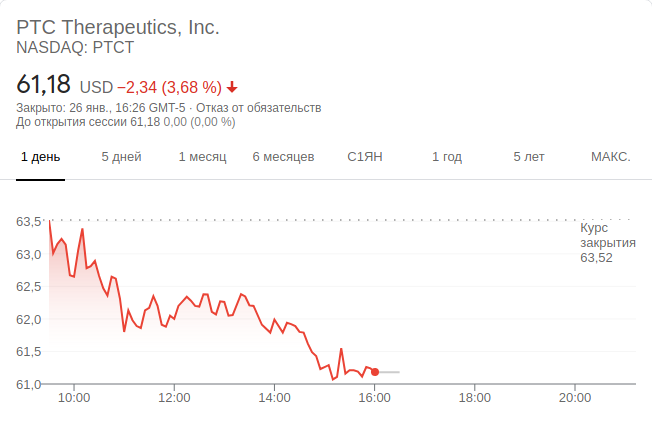 PTC Therapeutics, Inc.
NASDAQ: PTCT
61,18 USD −2,34 (3,68 %)
Закрыто: 26 янв., 16:26 GMT-5 · Отказ от обязательств
До открытия сессии 61,18 0,00 (0,00 %)
1 день 5 дней 1 месяц 6 месяцев С1ЯН 1 год 5 лет МАКС.
63,5
63,0
62,5
62,0
61,5
61,0
Курс
закрытия
63,52
10:00 12:00 14:00 16:00 18:00 20:00